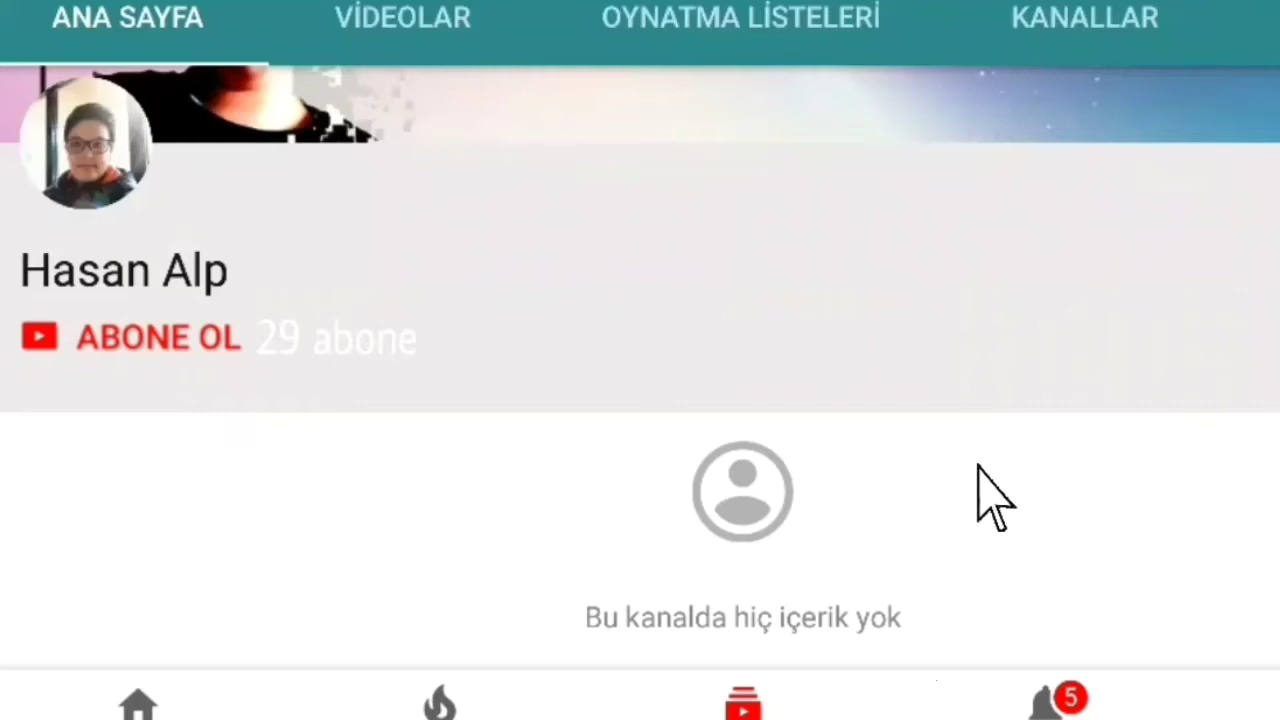 ANA SAYFA VİDEOLAR OYNATMA LİSTELERİ KANALLAR
Hasan Alp
ABONE OL 29 abone
Bu kanalda hiç içerik yok
5